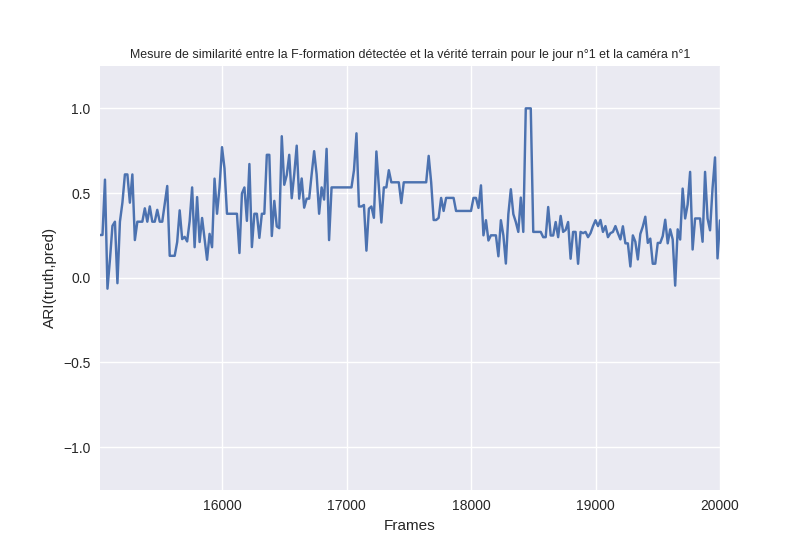 Mesure de similarité entre la F-formation détectée et la vérité terrain pour le jour n°1 et la caméra n°1
1.0
0.5
0.0
−0.5
−1.0
ARI(truth,pred)
16000 17000 18000 19000 20000
Frames